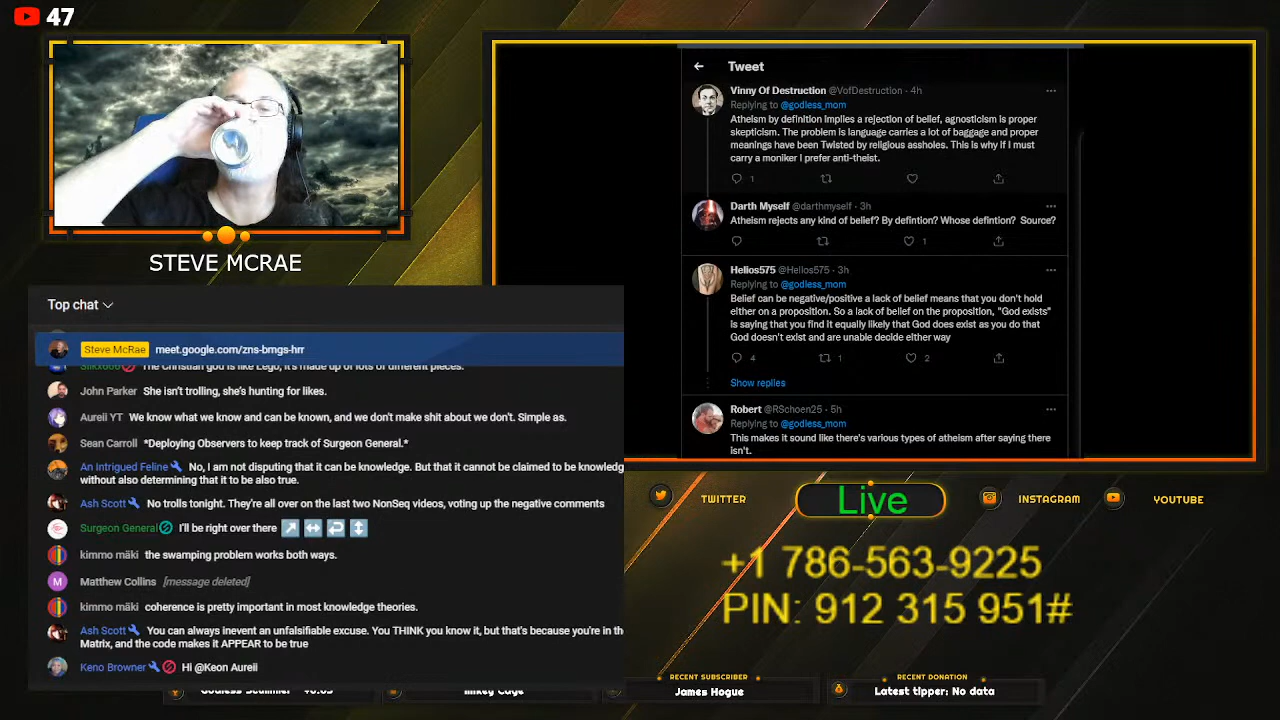 47
STEVE MCRAE
Top chat
Steve McRae meet.google.com/zns-bmgs-hrr
The Christian god is like Lego, it's made up of lots of different pieces.
John Parker She isn't trolling, she's hunting for likes.
Aureii YT We know what we know and can be known, and we don't make shit about we don't. Simple as.
Sean Carroll *Deploying Observers to keep track of Surgeon General.*
An Intrigued Feline No, I am not disputing that it can be knowledge. But that it cannot be claimed to be knowledg
without also determining that it to be also true.
Ash Scott No trolls tonight. They're all over on the last two NonSeq videos, voting up the negative comments
Surgeon General I'll be right over there
kimmo mäki the swamping problem works both ways.
M Matthew Collins [message deleted]
kimmo mäki coherence is pretty important in most knowledge theories.
Ash Scott You can always inevent an unfalsifiable excuse. You THINK you know it, but that's because you're in the
Matrix, and the code makes it APPEAR to be true
Keno Browner Hi @Keon Aureii
Tweet
Vinny Of Destruction @VofDestruction · 4h
Replying to @godless_mom
Atheism by definition implies a rejection of belief, agnosticism is proper
skepticism. The problem is language carries a lot of baggage and proper
meanings have been Twisted by religious assholes. This is why if I must
carry a moniker I prefer anti-theist.
1
Darth Myself @darthmyself · 3h
Atheism rejects any kind of belief? By defintion? Whose defintion? Source?
1
Helios575 @Helios575 · 3h
Replying to @godless_mom
Belief can be negative/positive a lack of belief means that you don't hold
either on a proposition. So a lack of belief on the proposition, "God exists"
is saying that you find it equally likely that God does exist as you do that
God doesn't exist and are unable decide either way
4 1 2
Show replies
Robert @RSchoen25 · 5h
Replying to @godless_mom
This makes it sound like there's various types of atheism after saying there
isn't.
TWITTER
Live
INSTAGRAM
YOUTUBE
+1 786-563-9225
PIN: 912 315 951#
RECENT SUBSCRIBER
James Hogue
RECENT DONATION
Latest tipper: No data